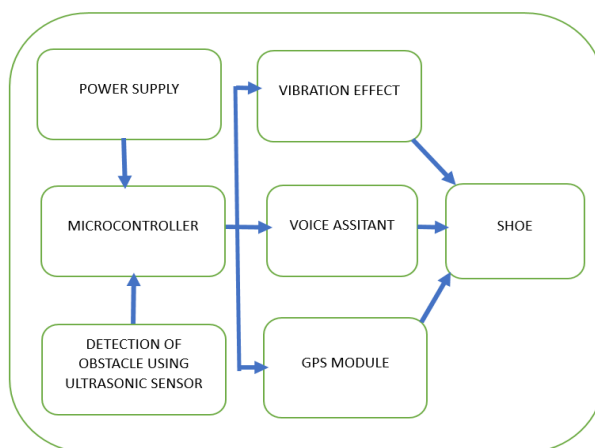 POWER SUPPLY
VIBRATION EFFECT
MICROCONTROLLER
VOICE ASSITANT
SHOE
DETECTION OF
OBSTACLE USING
ULTRASONIC SENSOR
GPS MODULE